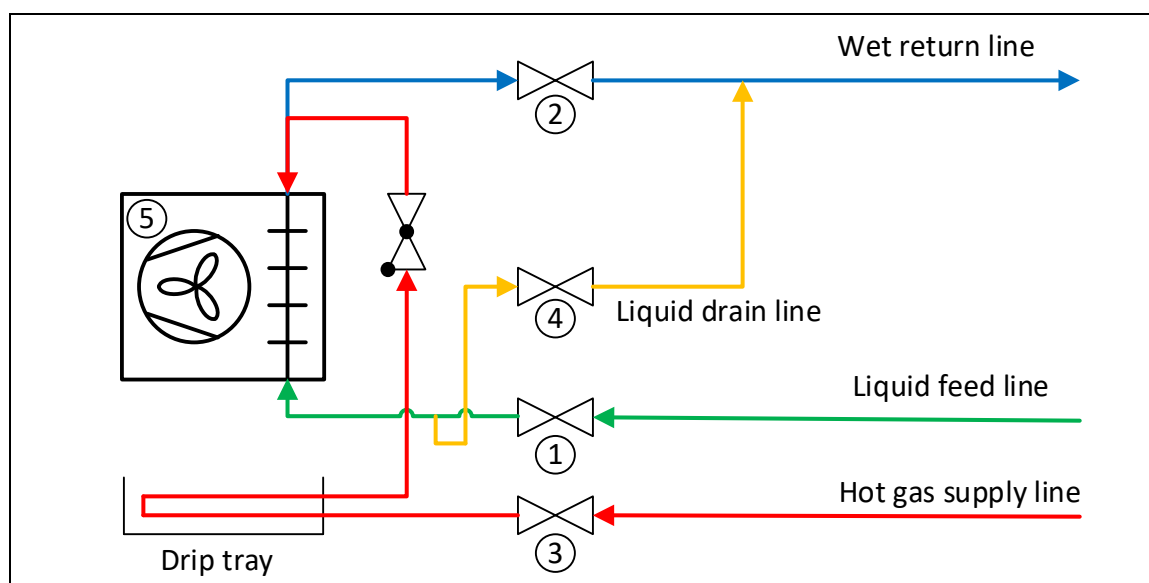 Wet return line
2
5
4
Liquid drain line
Liquid feed line
1
Hot gas supply line
3
Drip tray